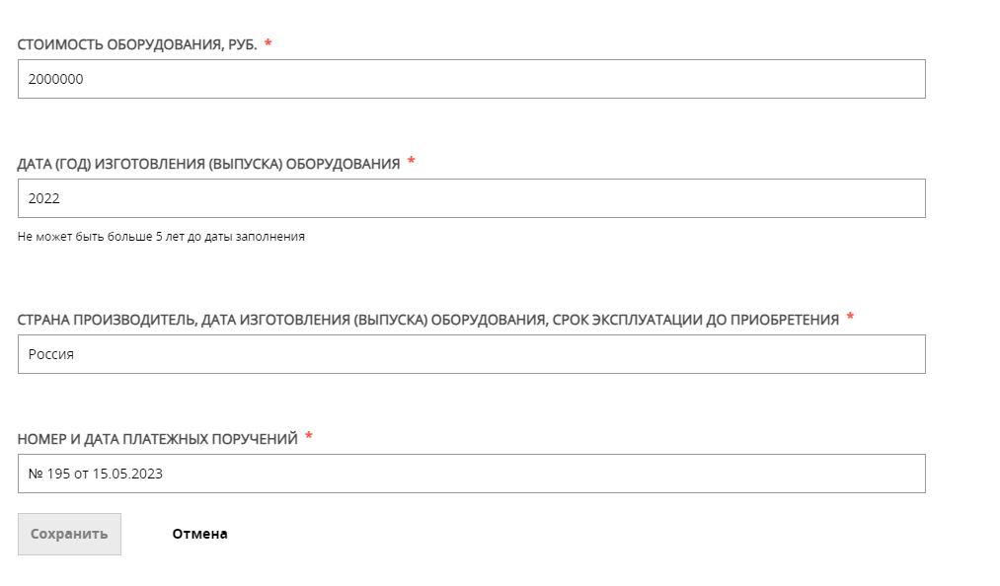 СТОИМОСТЬ ОБОРУДОВАНИЯ, РУБ. *
2000000
ДАТА (ГОД) ИЗГОТОВЛЕНИЯ (ВЫПУСКА) ОБОРУДОВАНИЯ *
2022
Не может быть больше 5 лет до даты заполнения
СТРАНА ПРОИЗВОДИТЕЛЬ, ДАТА ИЗГОТОВЛЕНИЯ (ВЫПУСКА) ОБОРУДОВАНИЯ, СРОК ЭКСПЛУАТАЦИИ ДО ПРИОБРЕТЕНИЯ *
Россия
НОМЕР И ДАТА ПЛАТЕЖНЫХ ПОРУЧЕНИЙ *
№ 195 от 15.05.2023
Сохранить Отмена